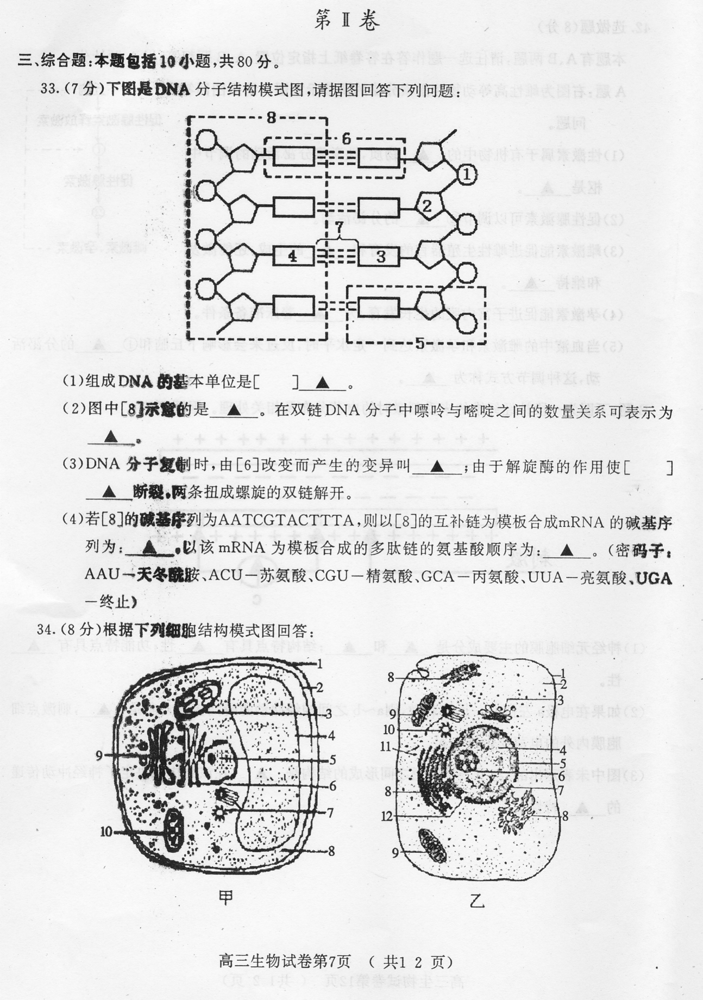 第 Ⅱ 卷
三、综合题:本题包括10小题,共80分。
33.(7分)下图是DNA分子结构模式图,请据图回答下列问题:
8
6
1
2
7
4
3
5
(1)组成DNA的基本单位是[　　]▲。
(2)图中[8]示意的是▲。在双链DNA分子中嘌呤与嘧啶之间的数量关系可表示为
▲。
(3)DNA分子复制时,由[6]改变而产生的变异叫▲;由于解旋酶的作用使[　　]
▲断裂,两条扭成螺旋的双链解开。
(4)若[8]的碱基序列为AATCGTACTTTA,则以[8]的互补链为模板合成mRNA的碱基序
列为:▲,以该mRNA为模板合成的多肽链的氨基酸顺序为:▲。(密码子:
AAU－天冬酰胺、ACU－苏氨酸、CGU－精氨酸、GCA－丙氨酸、UUA－亮氨酸、UGA
－终止)
34.(8分)根据下列细胞结构模式图回答:
1
2
3
4
9
5
6
7
10
8
甲
8
1
2
3
9
10
11
4
5
6
7
8
12
8
9
乙
高三生物试卷第7页 ( 共1 2 页)